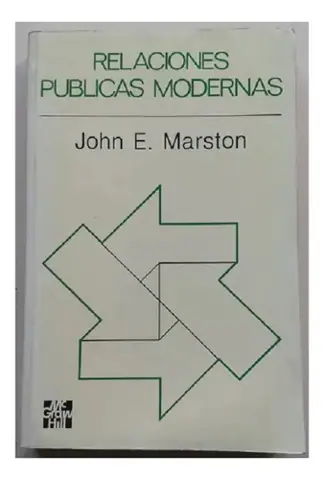 RELACIONES
PUBLICAS MODERNAS
John E. Marston
Mc
Graw
Hill